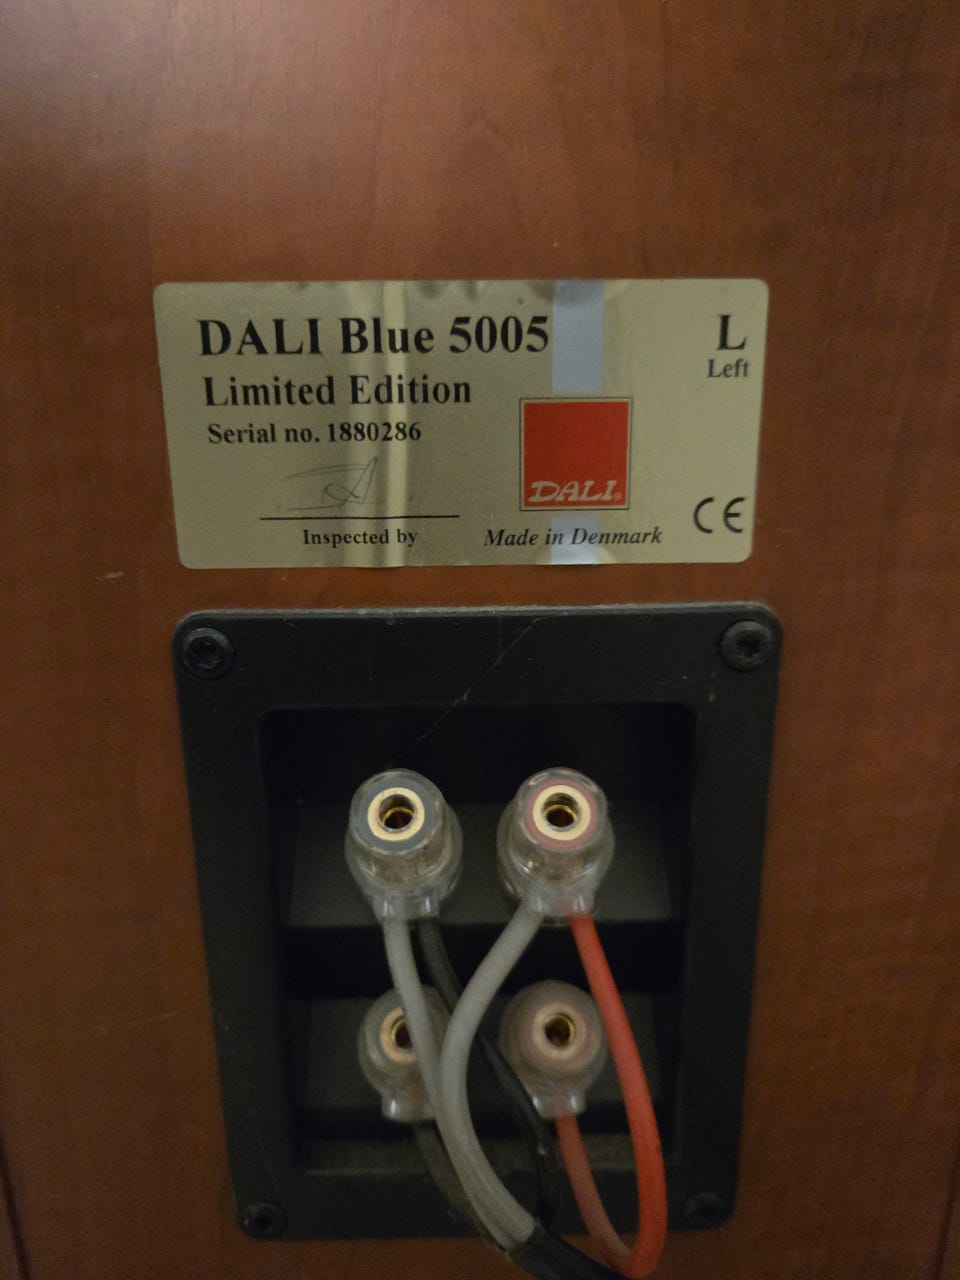 DALI Blue 5005
Limited Edition
Serial no. 1880286
Inspected by
DALI®
Made in Denmark
L
Left
CE